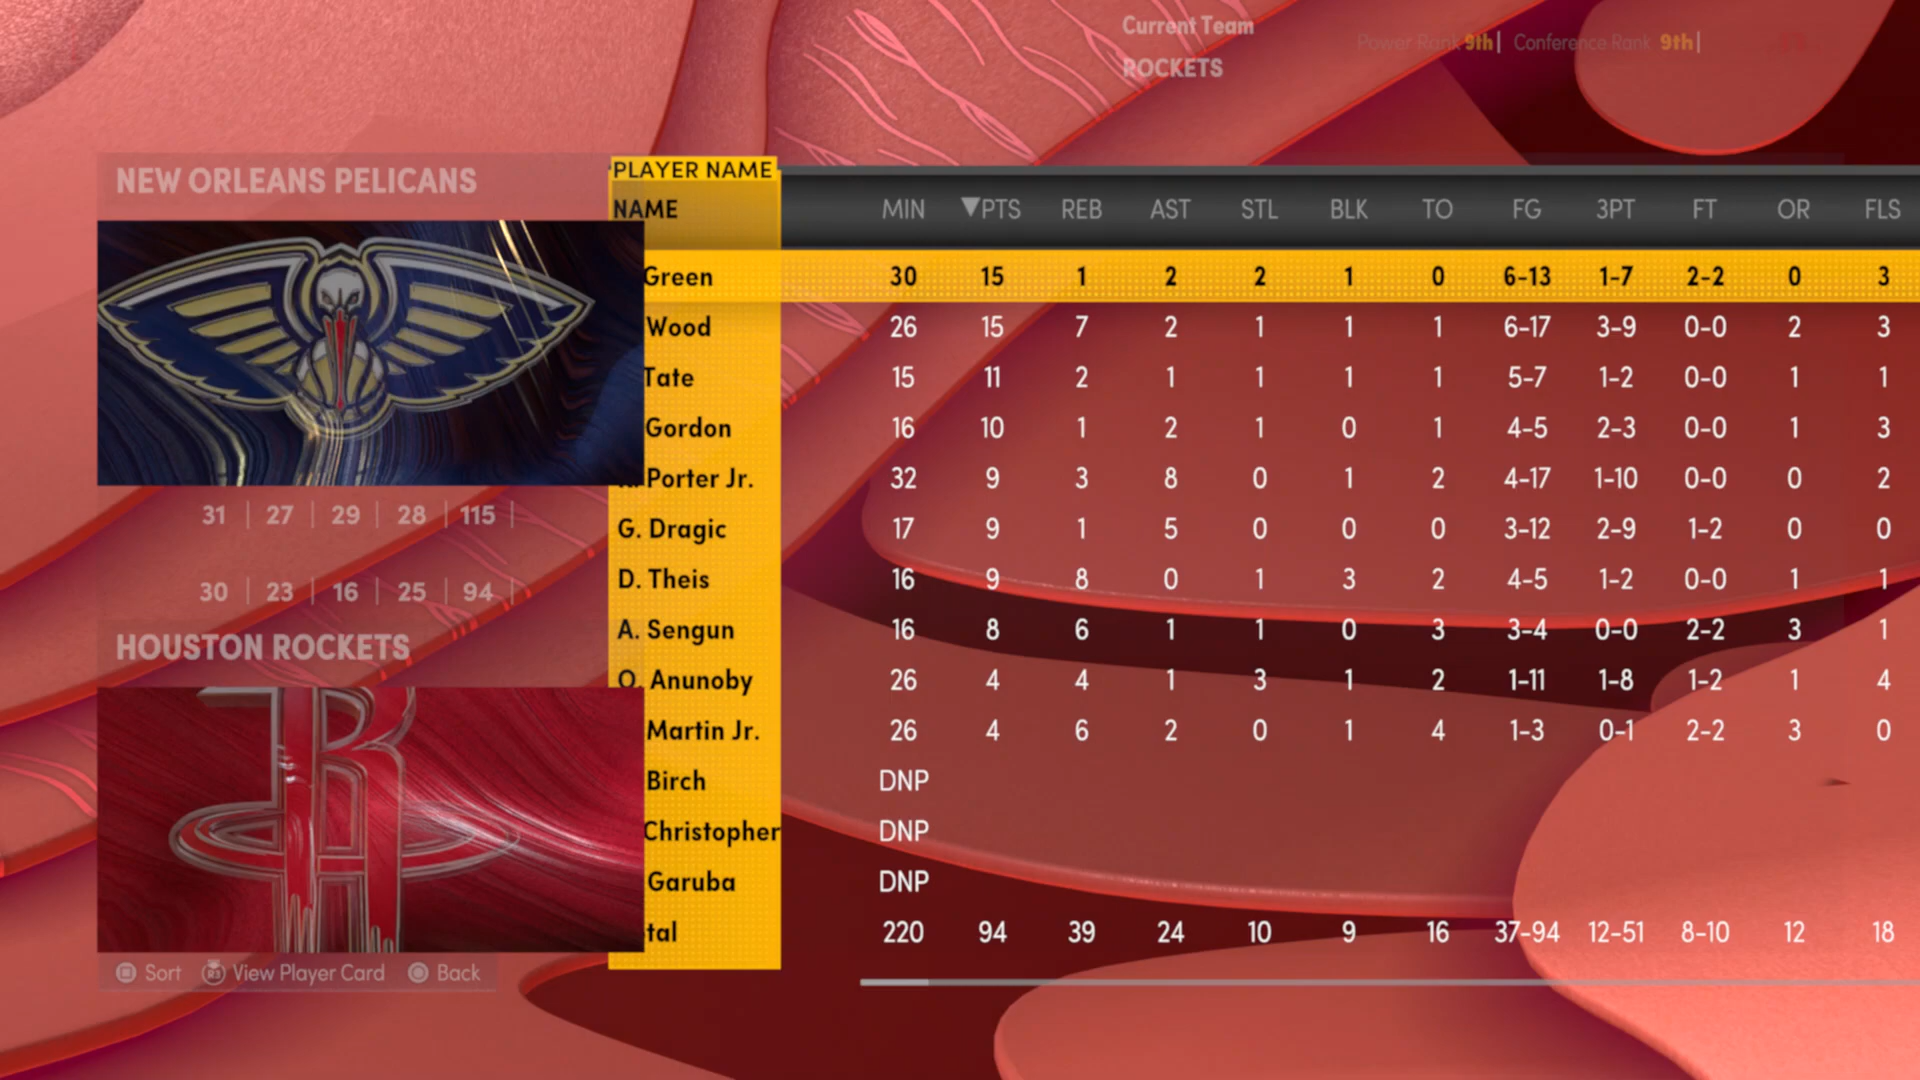 Current Team
ROCKETS
Power Rank 9th| Conference Rank 9th|
NEW ORLEANS PELICANS
31 | 27 | 29 | 28 | 115 |
30 | 23 | 16 | 25 | 94 |
HOUSTON ROCKETS
PLAYER NAME
NAME MIN ▼PTS REB AST STL BLK TO FG 3PT FT OR FLS
Green 30 15 1 2 2 1 0 6-13 1-7 2-2 0 3
Wood 26 15 7 2 1 1 1 6-17 3-9 0-0 2 3
Tate 15 11 2 1 1 1 1 5-7 1-2 0-0 1 1
Gordon 16 10 1 2 1 0 1 4-5 2-3 0-0 1 3
Porter Jr. 32 9 3 8 0 1 2 4-17 1-10 0-0 0 2
G. Dragic 17 9 1 5 0 0 0 3-12 2-9 1-2 0 0
D. Theis 16 9 8 0 1 3 2 4-5 1-2 0-0 1 1
A. Sengun 16 8 6 1 1 0 3 3-4 0-0 2-2 3 1
O. Anunoby 26 4 4 1 3 1 2 1-11 1-8 1-2 1 4
Martin Jr. 26 4 6 2 0 1 4 1-3 0-1 2-2 3 0
Birch DNP
Christopher DNP
Garuba DNP
tal 220 94 39 24 10 9 16 37-94 12-51 8-10 12 18
Sort R3 View Player Card Back